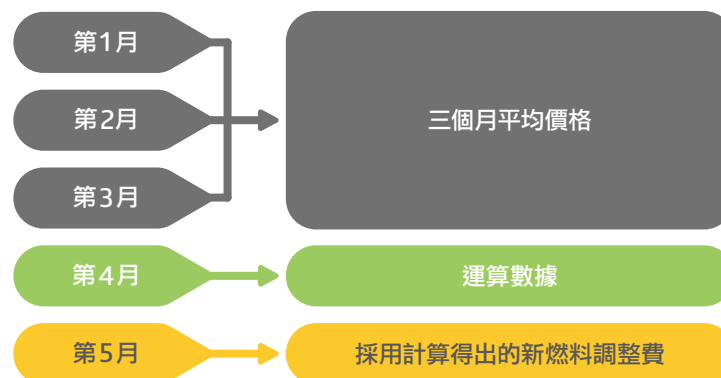 第1月
第2月
第3月
三個月平均價格
第4月
運算數據
第5月
採用計算得出的新燃料調整費